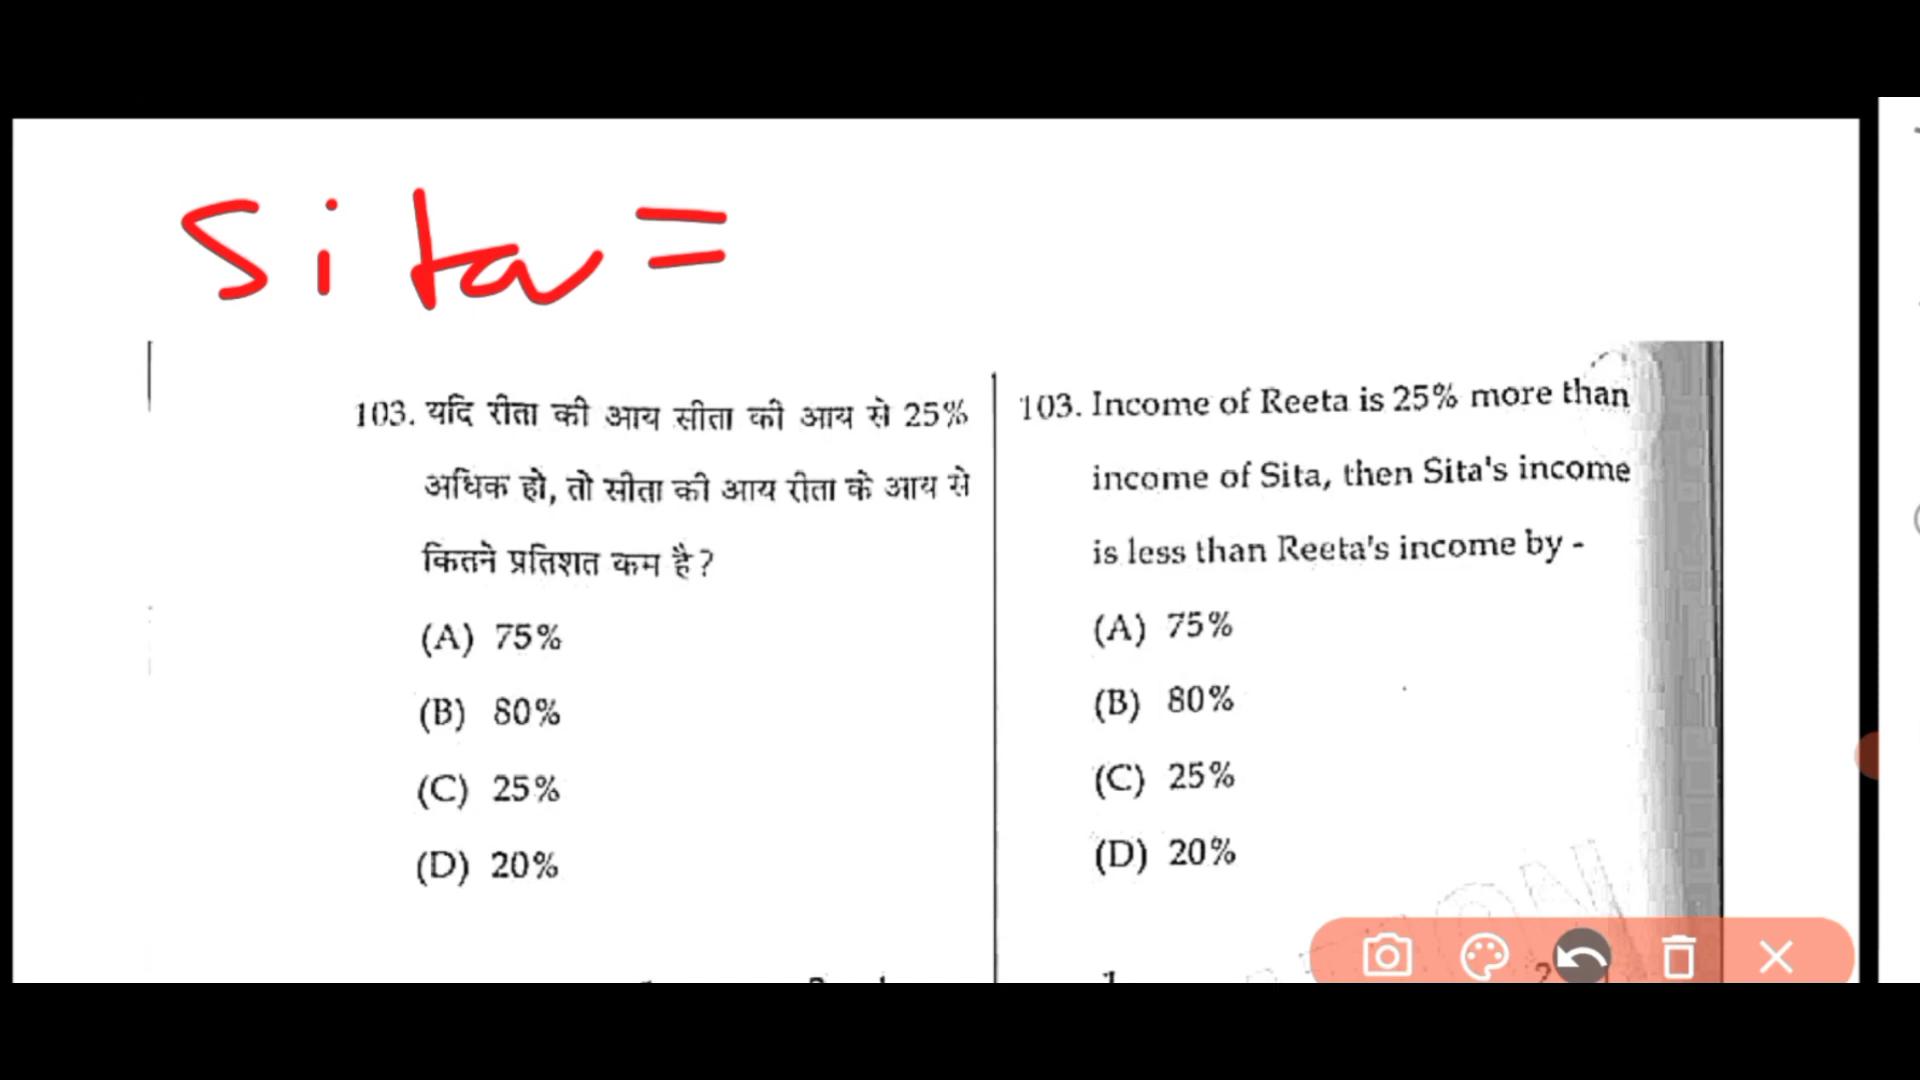 Sita =
103. यदि रीता की आय सीता की आय से 25%
अधिक हो, तो सीता की आय रीता के आय से
कितने प्रतिशत कम है?
(A) 75%
(B) 80%
(C) 25%
(D) 20%
103. Income of Reeta is 25% more than
income of Sita, then Sita's income
is less than Reeta's income by -
(A) 75%
(B) 80%
(C) 25%
(D) 20%